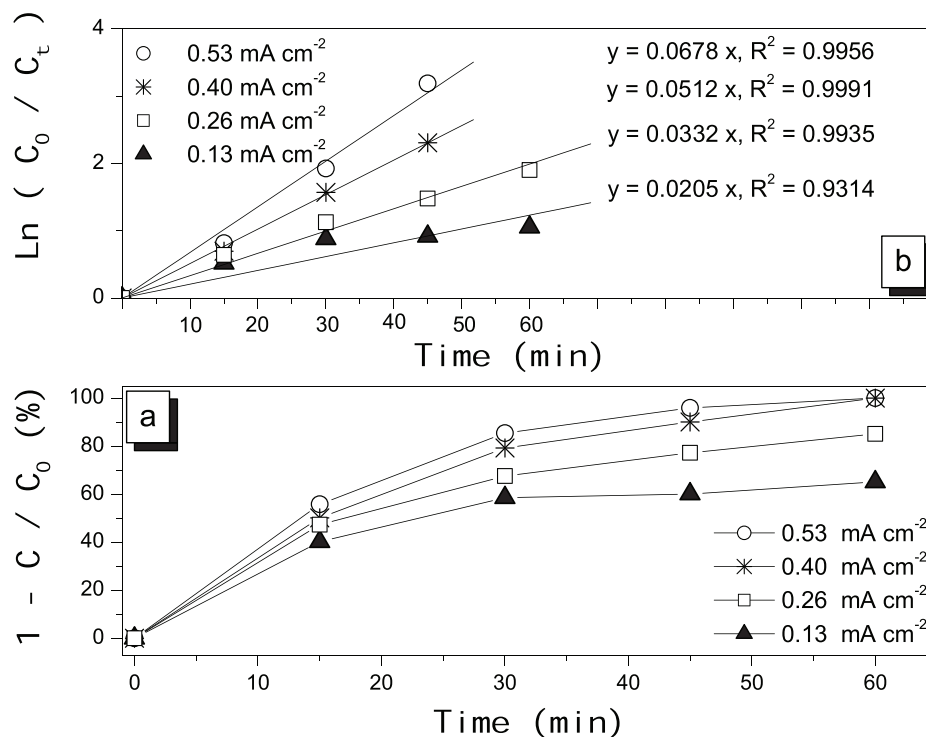 Ln ( C₀ / Cₜ )
4
2
0
0.53 mA cm⁻²
0.40 mA cm⁻²
0.26 mA cm⁻²
0.13 mA cm⁻²
y = 0.0678 x, R² = 0.9956
y = 0.0512 x, R² = 0.9991
y = 0.0332 x, R² = 0.9935
y = 0.0205 x, R² = 0.9314
b
10 20 30 40 50 60
Time (min)
1 - C / C₀ (%)
100
80
60
40
20
0
a
0.53 mA cm⁻²
0.40 mA cm⁻²
0.26 mA cm⁻²
0.13 mA cm⁻²
0 10 20 30 40 50 60
Time (min)